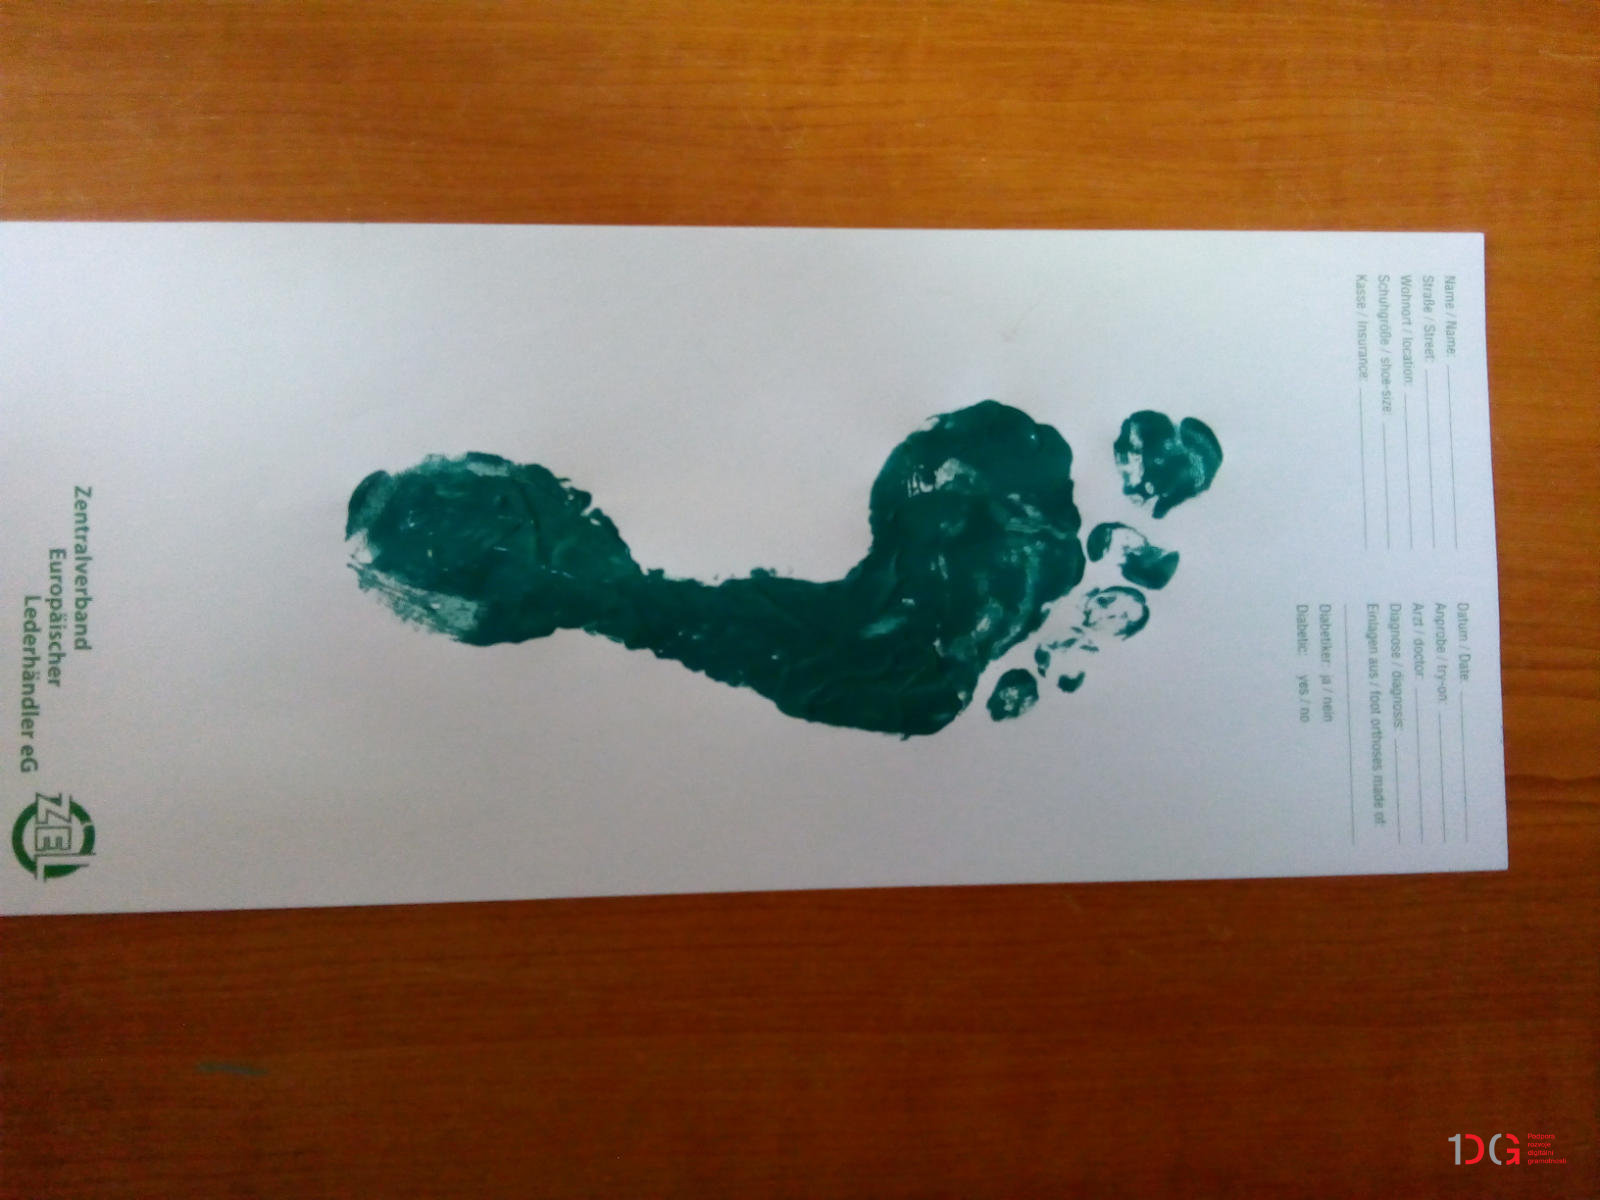 Name / Name:
Straße / Street:
Wohnort / location:
Schuhgröße / shoe-size:
Kasse / Insurance:
Datum / Date:
Anprobe / try-on:
Arzt / doctor:
Diagnose / diagnosis:
Einlagen aus / foot orthoses made of:
Diabetiker: ja / nein
Diabetic: yes / no
Zentralverband
Europäischer
Lederhändler eG
ZEL
1DG
Podpora
rozvoje
digitální
gramotnosti